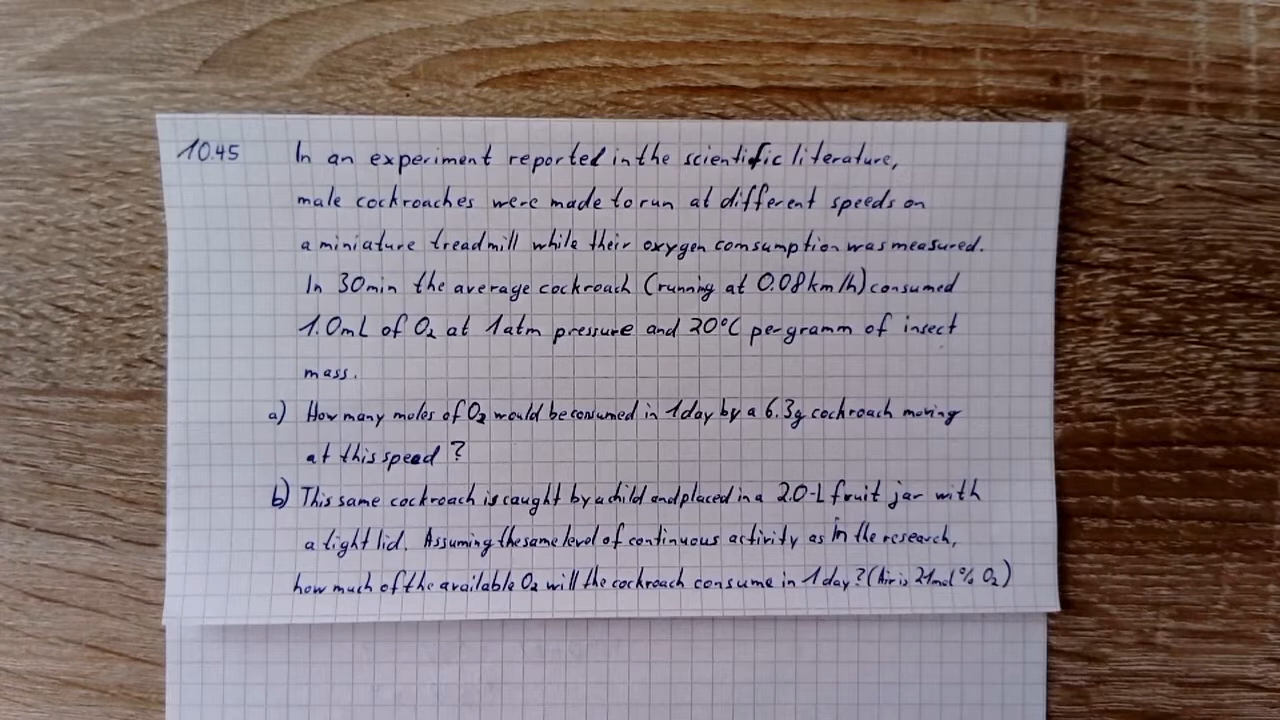 10.45 In an experiment reported in the scientific literature,
male cockroaches were made to run at different speeds on
a miniature treadmill while their oxygen comsumption was measured.
In 30min the average cockroach (running at 0.08km/h) consumed
1.0mL of O₂ at 1atm pressure and 20°C per gramm of insect
mass.
a) How many moles of O₂ would be consumed in 1day by a 6.3g cockroach moving
at this speed?
b) This same cockroach is caught by a child and placed in a 2.0-L fruit jar with
a tight lid. Assuming the same level of continuous activity as in the research,
how much of the available O₂ will the cockroach consume in 1day? (Air is 21mol% O₂)